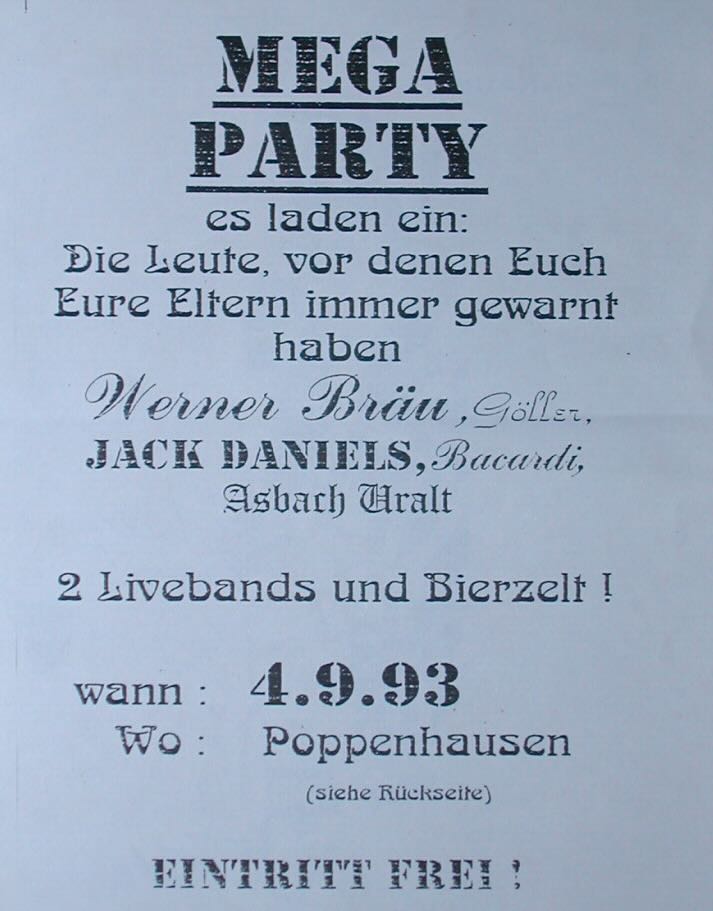 MEGA
PARTY
es laden ein:
Die Leute, vor denen Euch
Eure Eltern immer gewarnt
haben
Werner Bräu, Göller,
JACK DANIELS, Bacardi,
Asbach Uralt
2 Livebands und Bierzelt !
wann : 4.9.93
Wo : Poppenhausen
(siehe Rückseite)
EINTRITT FREI !